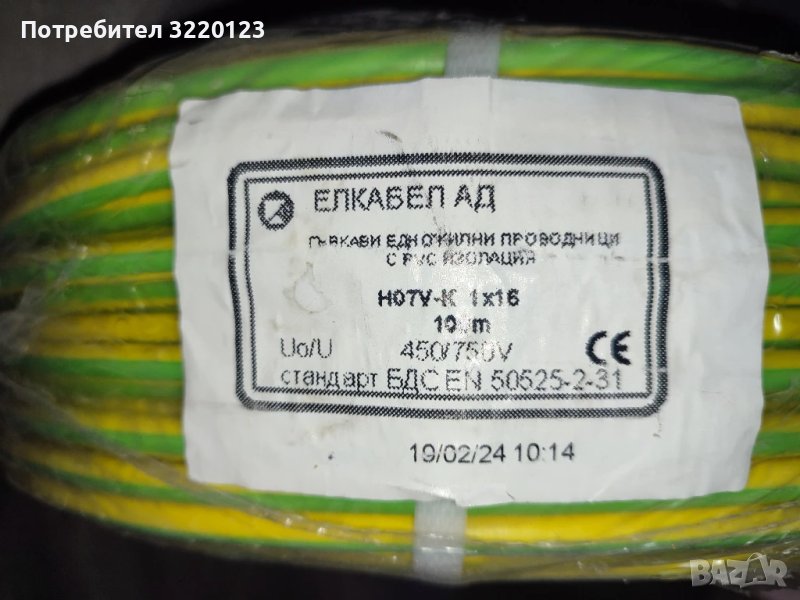 Потребител 3220123
ЕЛКАБЕЛ АД
ГЪВКАВИ ЕДНОЖИЛНИ ПРОВОДНИЦИ
С PVC ИЗОЛАЦИЯ
H07V-K 1x16
Uo/U 450/750V CE
стандарт БДС EN 50525-2-31
19/02/24 10:14
BAZAR